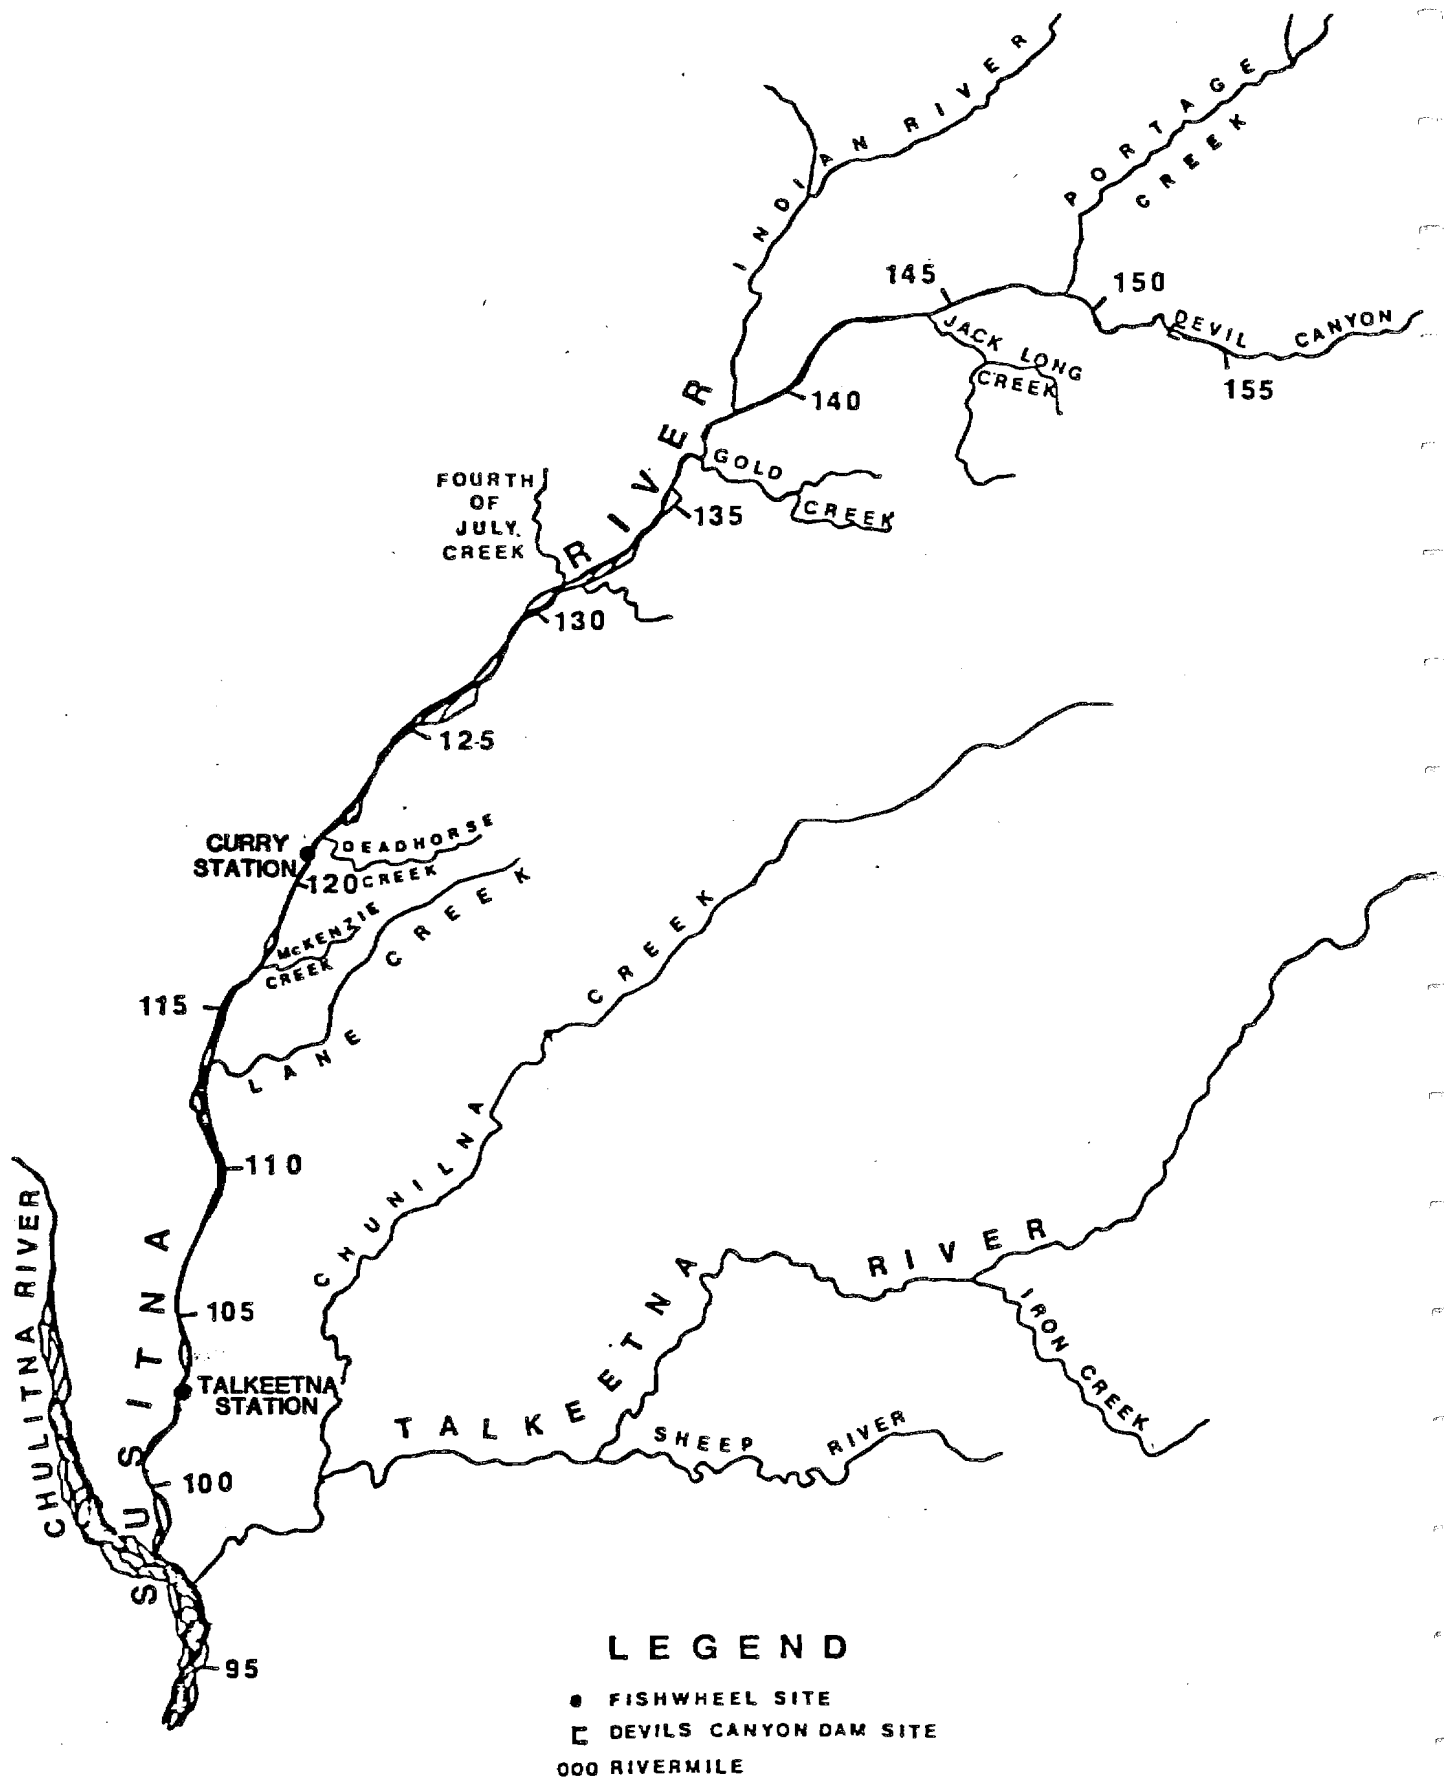 INDIAN RIVER
PORTAGE
CREEK
145
150
JACK LONG
CREEK
DEVIL CANYON
155
140
GOLD
CREEK
135
FOURTH
OF
JULY
CREEK
130
125
CURRY
STATION
DEADHORSE
CREEK
120
McKENZIE
CREEK
LANE CREEK
115
110
CHUNILNA CREEK
CHULITNA RIVER
SUSITNA RIVER
105
TALKEETNA
STATION
100
TALKEETNA RIVER
IRON CREEK
SHEEP RIVER
95
LEGEND
FISHWHEEL SITE
DEVILS CANYON DAM SITE
000 RIVERMILE